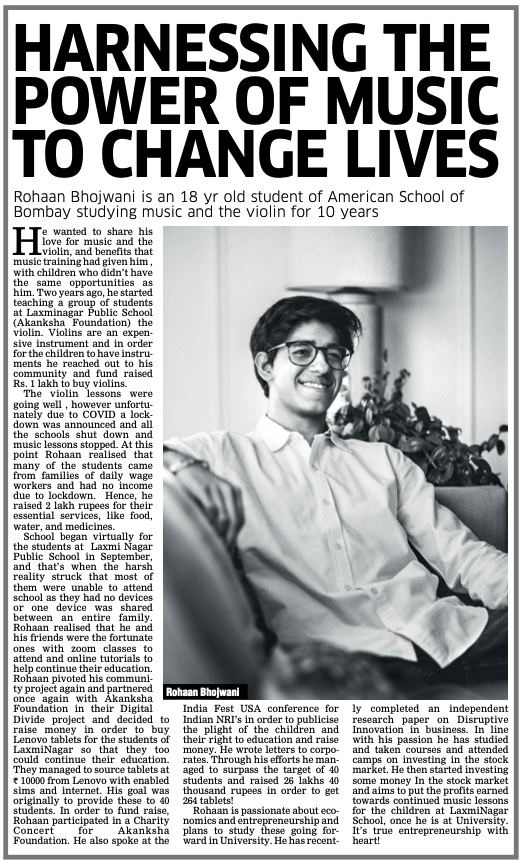 HARNESSING THE
POWER OF MUSIC
TO CHANGE LIVES
Rohaan Bhojwani is an 18 yr old student of American School of
Bombay studying music and the violin for 10 years
He wanted to share his
love for music and the
violin, and benefits that
music training had given him ,
with children who didn't have
the same opportunities as
him. Two years ago, he started
teaching a group of students
at Laxminagar Public School
(Akanksha Foundation) the
violin. Violins are an expen-
sive instrument and in order
for the children to have instru-
ments he reached out to his
community and fund raised
Rs. 1 lakh to buy violins.
The violin lessons were
going well , however unfortu-
nately due to COVID a lock-
down was announced and all
the schools shut down and
music lessons stopped. At this
point Rohaan realised that
many of the students came
from families of daily wage
workers and had no income
due to lockdown. Hence, he
raised 2 lakh rupees for their
essential services, like food,
water, and medicines.
School began virtually for
the students at Laxmi Nagar
Public School in September,
and that's when the harsh
reality struck that most of
them were unable to attend
school as they had no devices
or one device was shared
between an entire family.
Rohaan realised that he and
his friends were the fortunate
ones with zoom classes to
attend and online tutorials to
help continue their education.
Rohaan pivoted his communi-
ty project again and partnered
once again with Akanksha
Foundation in their Digital
Divide project and decided to
raise money in order to buy
Lenovo tablets for the students of
LaxmiNagar so that they too
could continue their education.
They managed to source tablets at
₹ 10000 from Lenovo with enabled
sims and internet. His goal was
originally to provide these to 40
students. In order to fund raise,
Rohaan participated in a Charity
Concert for Akanksha
Foundation. He also spoke at the
Rohaan Bhojwani
India Fest USA conference for
Indian NRI's in order to publicise
the plight of the children and
their right to education and raise
money. He wrote letters to corpo-
rates. Through his efforts he man-
aged to surpass the target of 40
students and raised 26 lakhs 40
thousand rupees in order to get
264 tablets!
Rohaan is passionate about eco-
nomics and entrepreneurship and
plans to study these going for-
ward in University. He has recent-
ly completed an independent
research paper on Disruptive
Innovation in business. In line
with his passion he has studied
and taken courses and attended
camps on investing in the stock
market. He then started investing
some money In the stock market
and aims to put the profits earned
towards continued music lessons
for the children at LaxmiNagar
School, once he is at University.
It's true entrepreneurship with
heart!